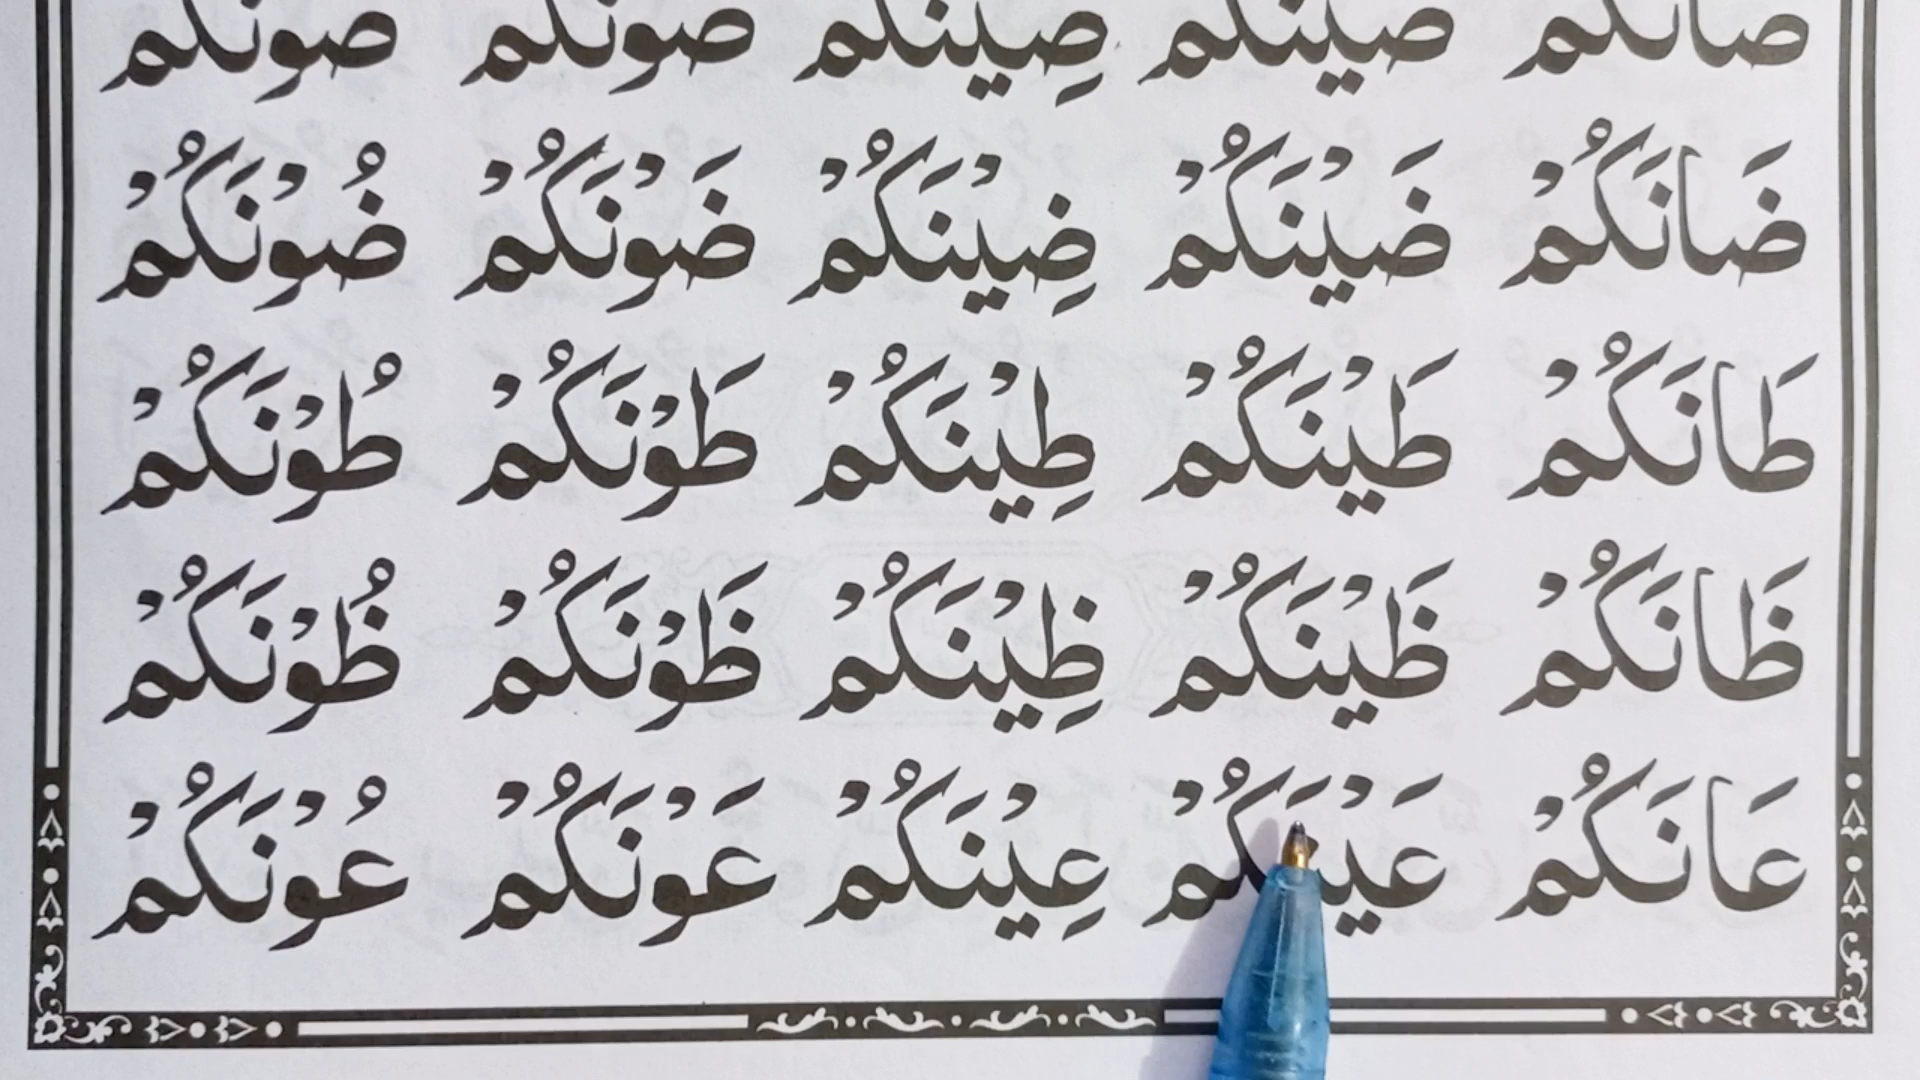 صانكم صينكم صِينكم صونكم صونكم
ضَانَكُمْ ضَيْنَكُمْ ضِيْنَكُمْ ضَوْنَكُمْ ضُوْنَكُمْ
طَانَكُمْ طَيْنَكُمْ طِيْنَكُمْ طَوْنَكُمْ طُوْنَكُمْ
ظَانَكُمْ ظَيْنَكُمْ ظِيْنَكُمْ ظَوْنَكُمْ ظُوْنَكُمْ
عَانَكُمْ عَيْنَكُمْ عِيْنَكُمْ عَوْنَكُمْ عُوْنَكُمْ